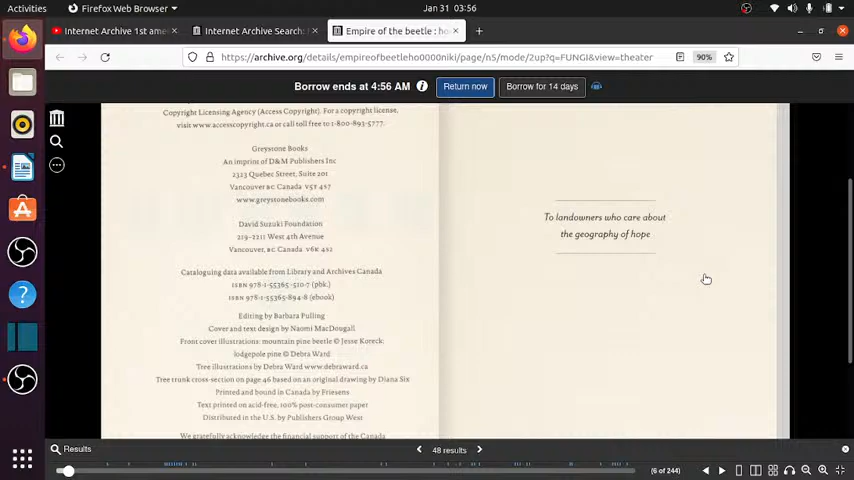 Activities
Firefox Web Browser
Jan 31 03:56
Internet Archive 1st ame
Internet Archive Search:
Empire of the beetle : ho
https://archive.org/details/empireofbeetleho0000niki/page/n5/mode/2up?q=FUNGI&view=theater
90%
Borrow ends at 4:56 AM
Return now
Borrow for 14 days
Copyright Licensing Agency (Access Copyright). For a copyright license,
visit www.accesscopyright.ca or call toll free to 1-800-893-5777.
Greystone Books
An imprint of D&M Publishers Inc
2323 Quebec Street, Suite 201
Vancouver BC Canada V5T 4S7
www.greystonebooks.com
David Suzuki Foundation
219–2211 West 4th Avenue
Vancouver, BC Canada V6K 4S2
Cataloguing data available from Library and Archives Canada
ISBN 978-1-55365-510-7 (pbk.)
ISBN 978-1-55365-894-8 (ebook)
Editing by Barbara Pulling
Cover and text design by Naomi MacDougall
Front cover illustrations: mountain pine beetle © Jesse Koreck;
lodgepole pine © Debra Ward
Tree illustrations by Debra Ward www.debraward.ca
Tree trunk cross-section on page 46 based on an original drawing by Diana Six
Printed and bound in Canada by Friesens
Text printed on acid-free, 100% post-consumer paper
Distributed in the U.S. by Publishers Group West
We gratefully acknowledge the financial support of the Canada
To landowners who care about
the geography of hope
Results
48 results
(6 of 244)